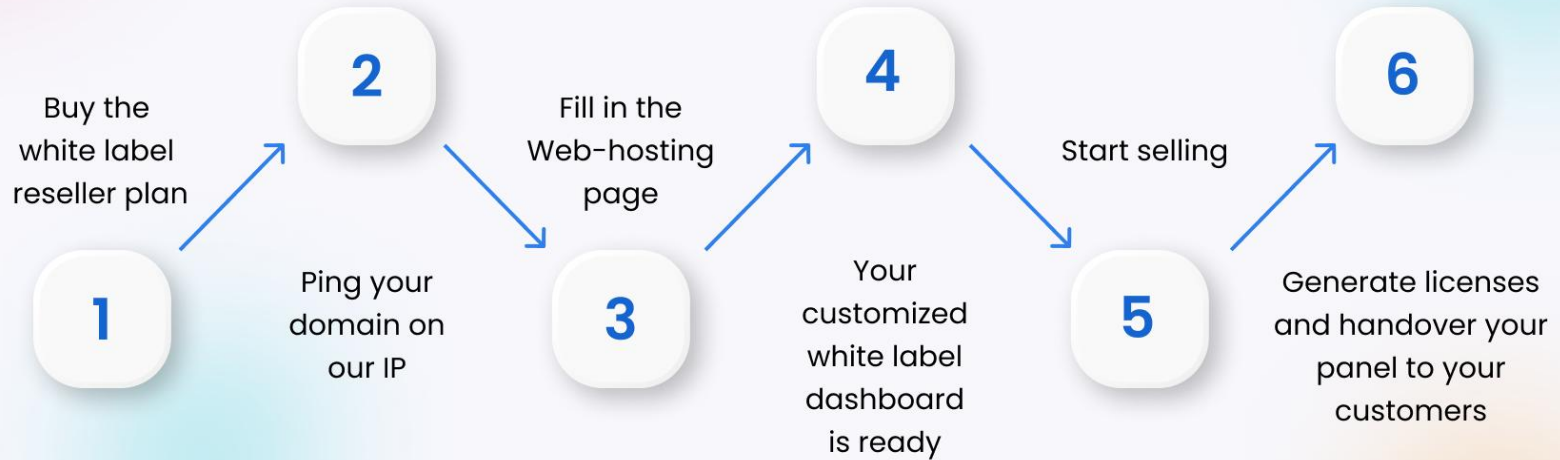 1
Buy the
white label
reseller plan
2
Ping your
domain on
our IP
3
Fill in the
Web-hosting
page
4
Your
customized
white label
dashboard
is ready
5
Start selling
6
Generate licenses
and handover your
panel to your
customers